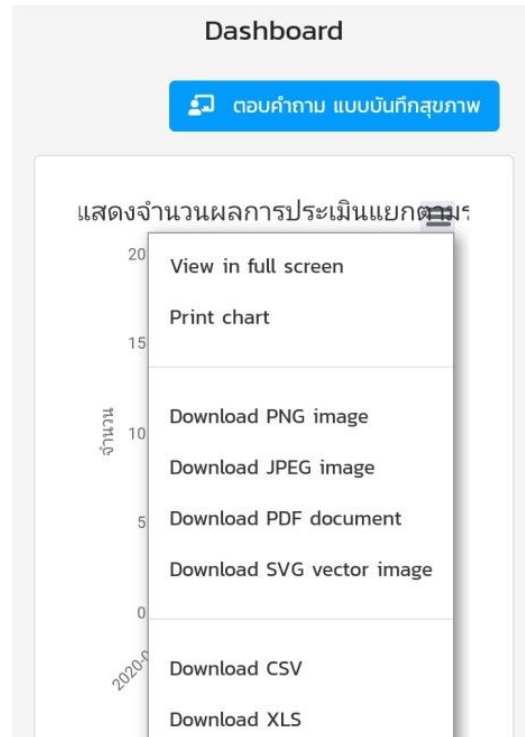 Dashboard
ตอบคำถาม แบบบันทึกสุขภาพ
แสดงจำนวนผลการประเมินแยกตาม
20
View in full screen
Print chart
15
จำนวน
10
Download PNG image
Download JPEG image
5
Download PDF document
Download SVG vector image
0
2020-0
Download CSV
Download XLS